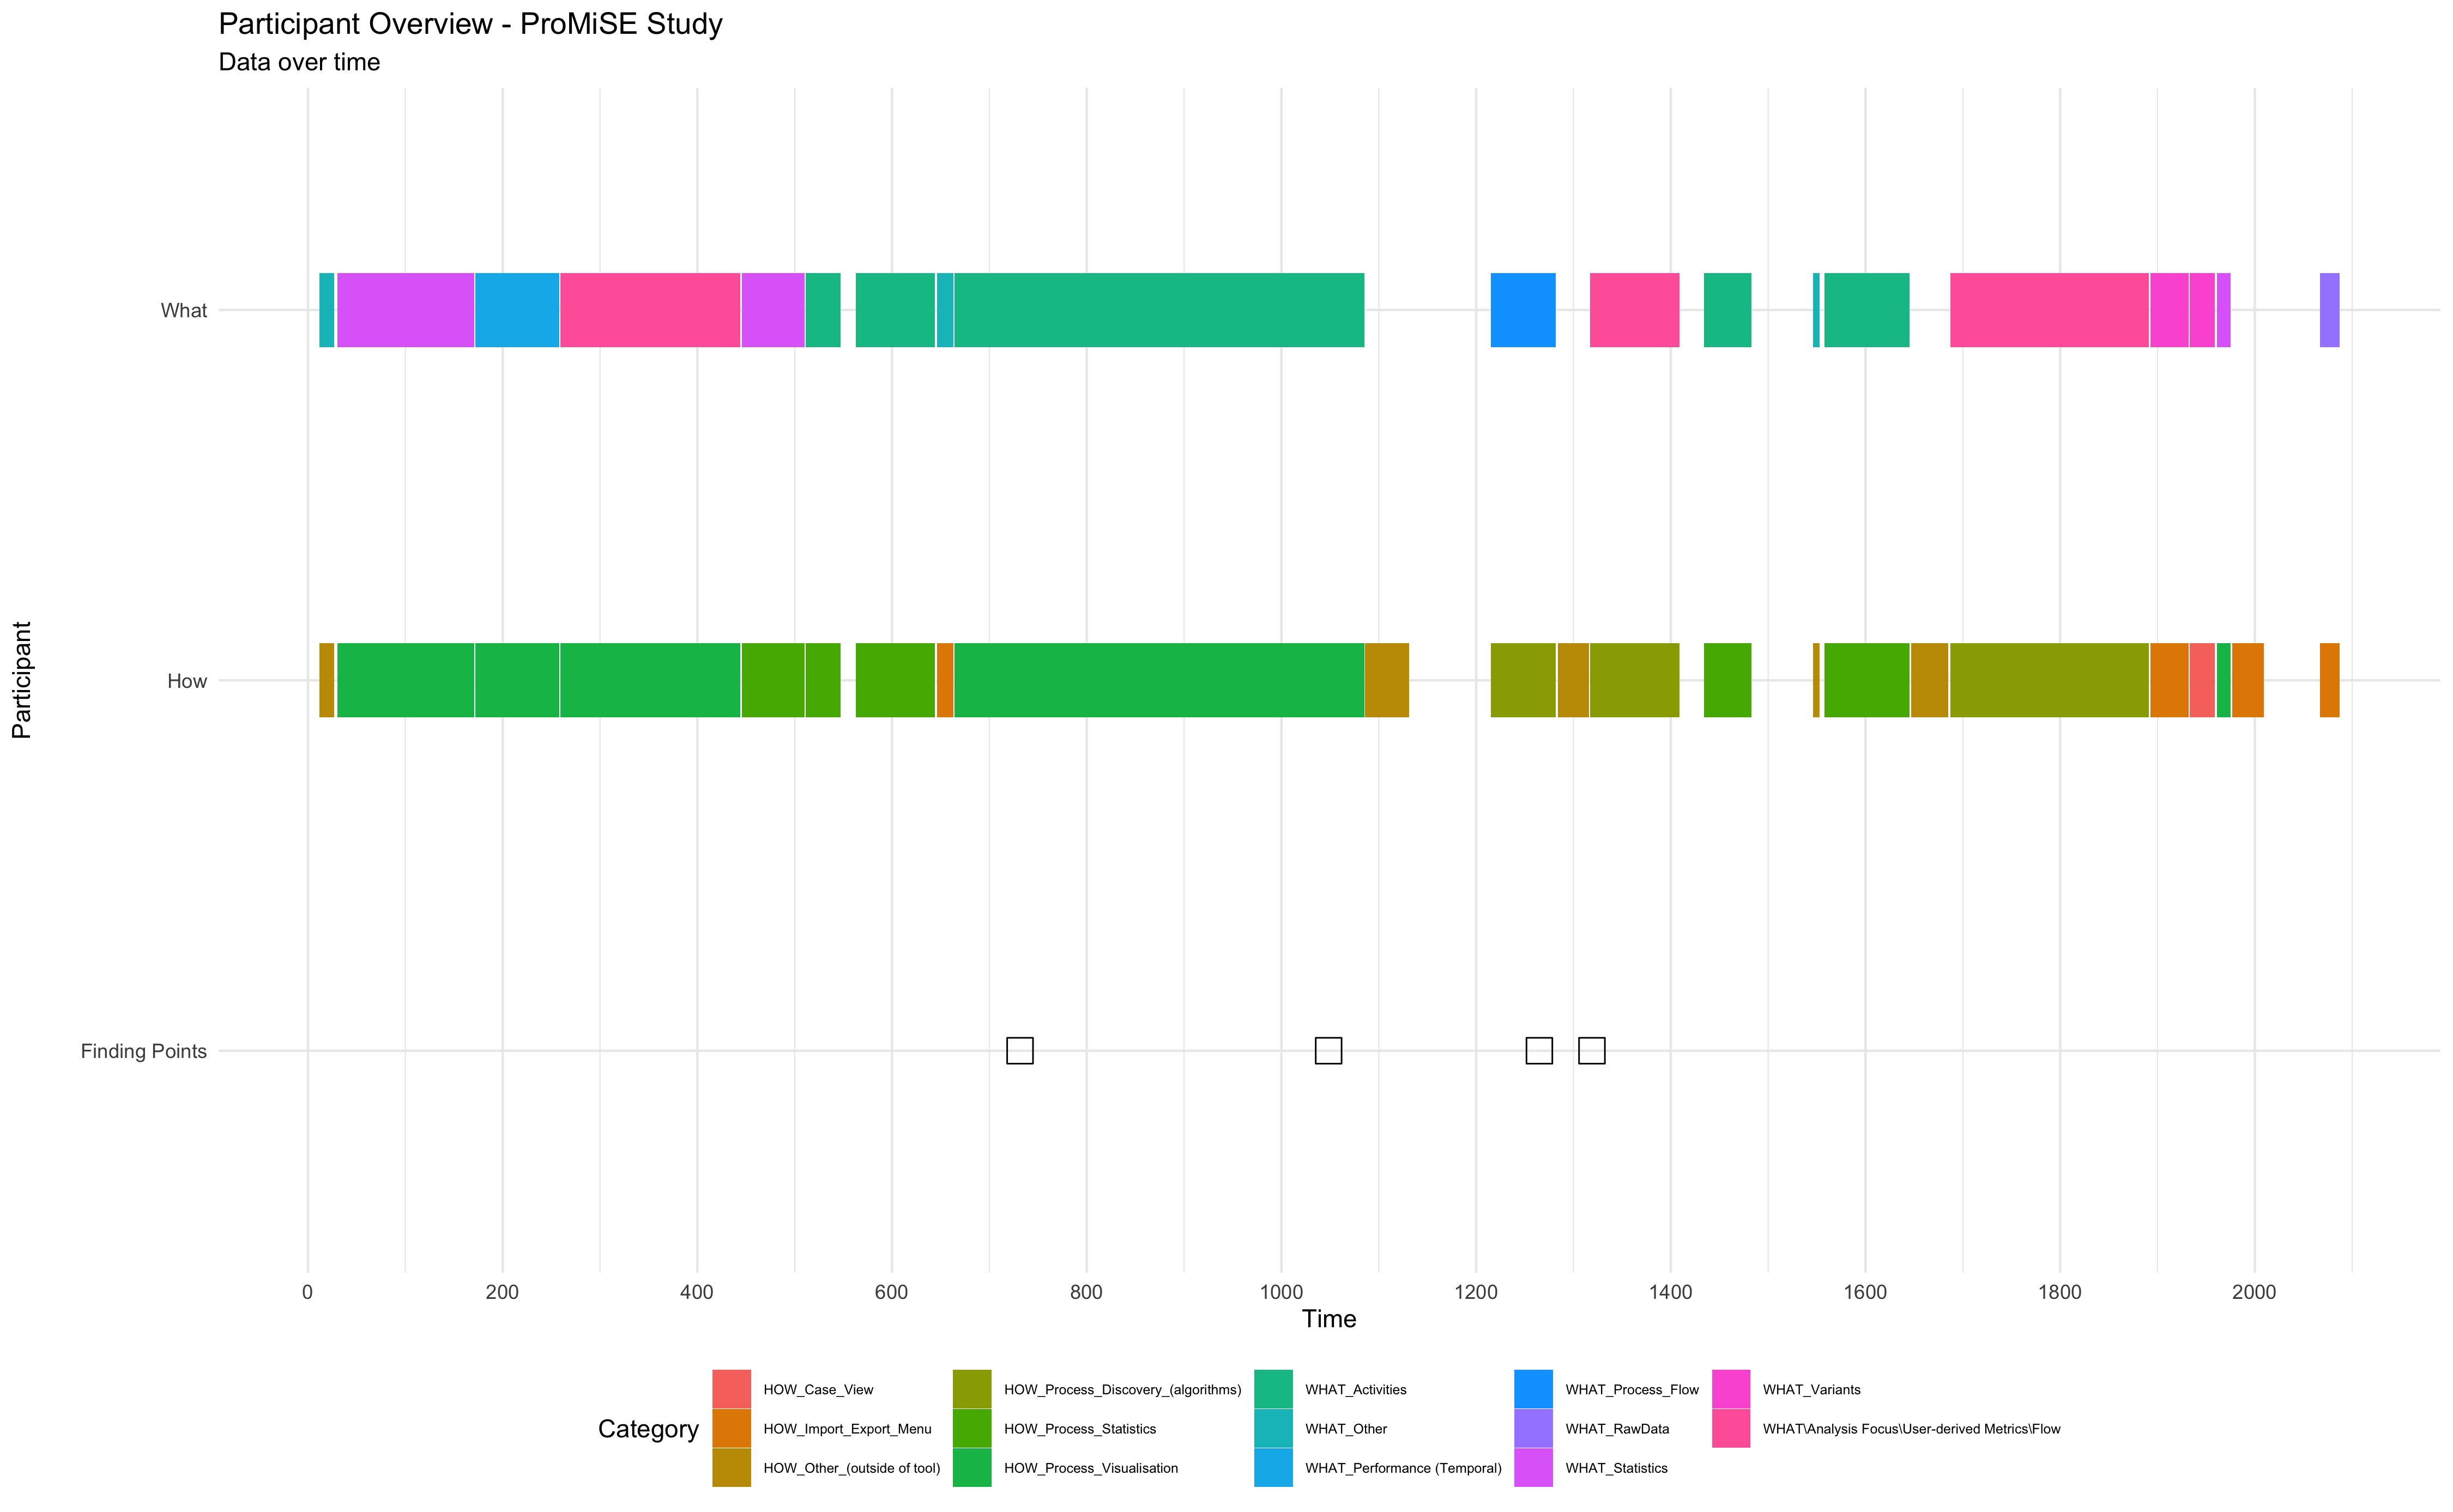 Participant Overview - ProMiSE Study
Data over time
Participant
What
How
Finding Points
0 200 400 600 800 1000 1200 1400 1600 1800 2000
Time
Category
HOW_Case_View
HOW_Import_Export_Menu
HOW_Other_(outside of tool)
HOW_Process_Discovery_(algorithms)
HOW_Process_Statistics
HOW_Process_Visualisation
WHAT_Activities
WHAT_Other
WHAT_Performance (Temporal)
WHAT_Process_Flow
WHAT_RawData
WHAT_Statistics
WHAT_Variants
WHAT\Analysis Focus\User-derived Metrics\Flow